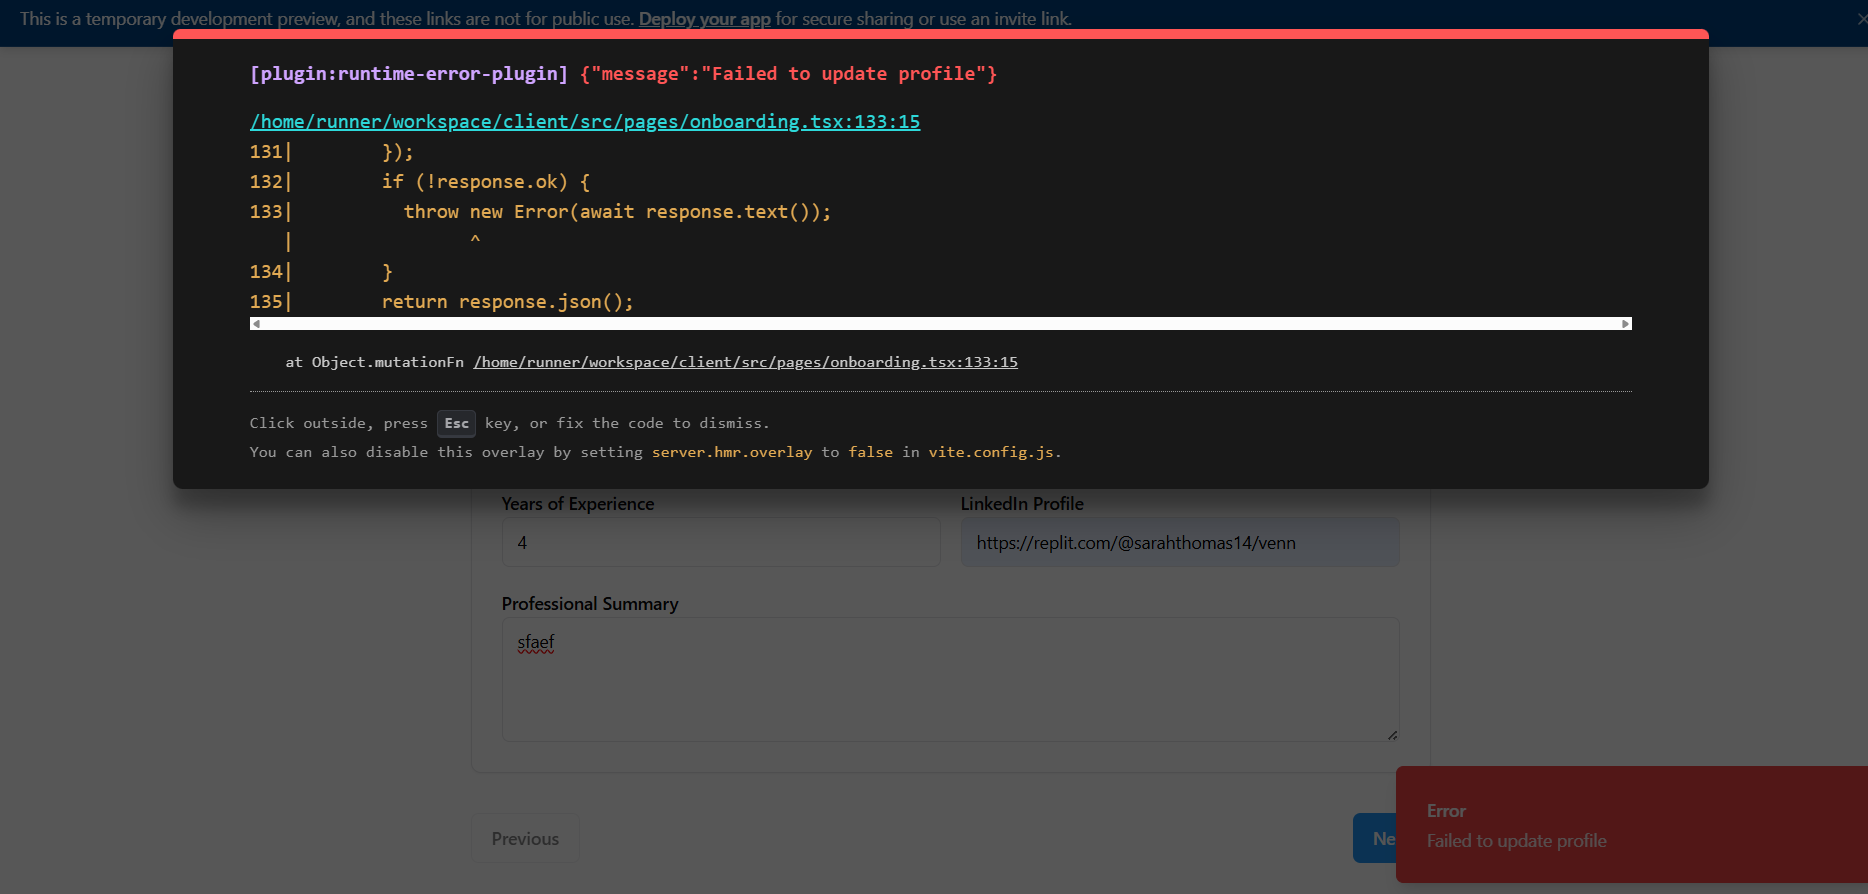 This is a temporary development preview, and these links are not for public use. Deploy your app for secure sharing or use an invite link.
[plugin:runtime-error-plugin] {"message":"Failed to update profile"}
/home/runner/workspace/client/src/pages/onboarding.tsx:133:15
131|        });
132|        if (!response.ok) {
133|          throw new Error(await response.text());
   |                ^
134|        }
135|        return response.json();
at Object.mutationFn /home/runner/workspace/client/src/pages/onboarding.tsx:133:15
Click outside, press Esc key, or fix the code to dismiss.
You can also disable this overlay by setting server.hmr.overlay to false in vite.config.js.
Years of Experience
LinkedIn Profile
4
https://replit.com/@sarahthomas14/venn
Professional Summary
sfaef
Previous
Ne
Error
Failed to update profile